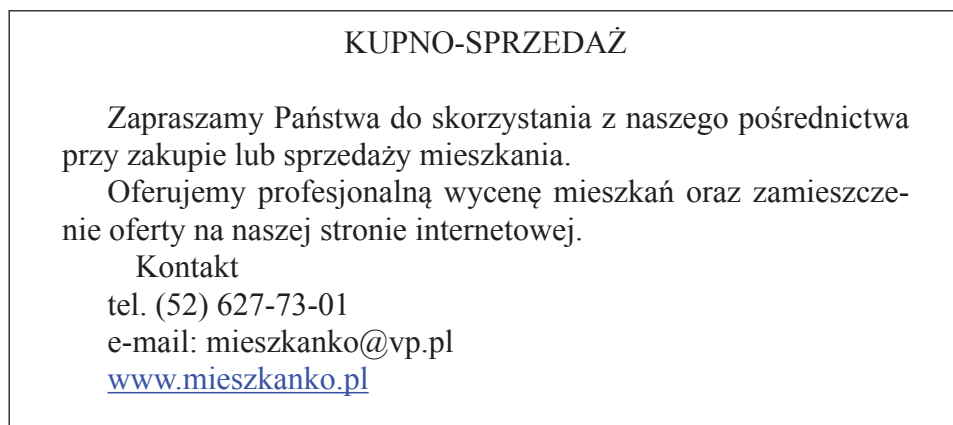 KUPNO-SPRZEDAŻ
Zapraszamy Państwa do skorzystania z naszego pośrednictwa
przy zakupie lub sprzedaży mieszkania.
Oferujemy profesjonalną wycenę mieszkań oraz zamieszcze-
nie oferty na naszej stronie internetowej.
Kontakt
tel. (52) 627-73-01
e-mail: mieszkanko@vp.pl
www.mieszkanko.pl